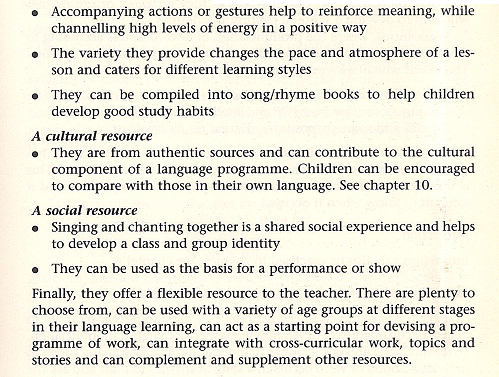 • Accompanying actions or gestures help to reinforce meaning, while
channelling high levels of energy in a positive way
• The variety they provide changes the pace and atmosphere of a les-
son and caters for different learning styles
• They can be compiled into song/rhyme books to help children
develop good study habits
A cultural resource
• They are from authentic sources and can contribute to the cultural
component of a language programme. Children can be encouraged
to compare with those in their own language. See chapter 10.
A social resource
• Singing and chanting together is a shared social experience and helps
to develop a class and group identity
• They can be used as the basis for a performance or show
Finally, they offer a flexible resource to the teacher. There are plenty to
choose from, can be used with a variety of age groups at different stages
in their language learning, can act as a starting point for devising a pro-
gramme of work, can integrate with cross-curricular work, topics and
stories and can complement and supplement other resources.